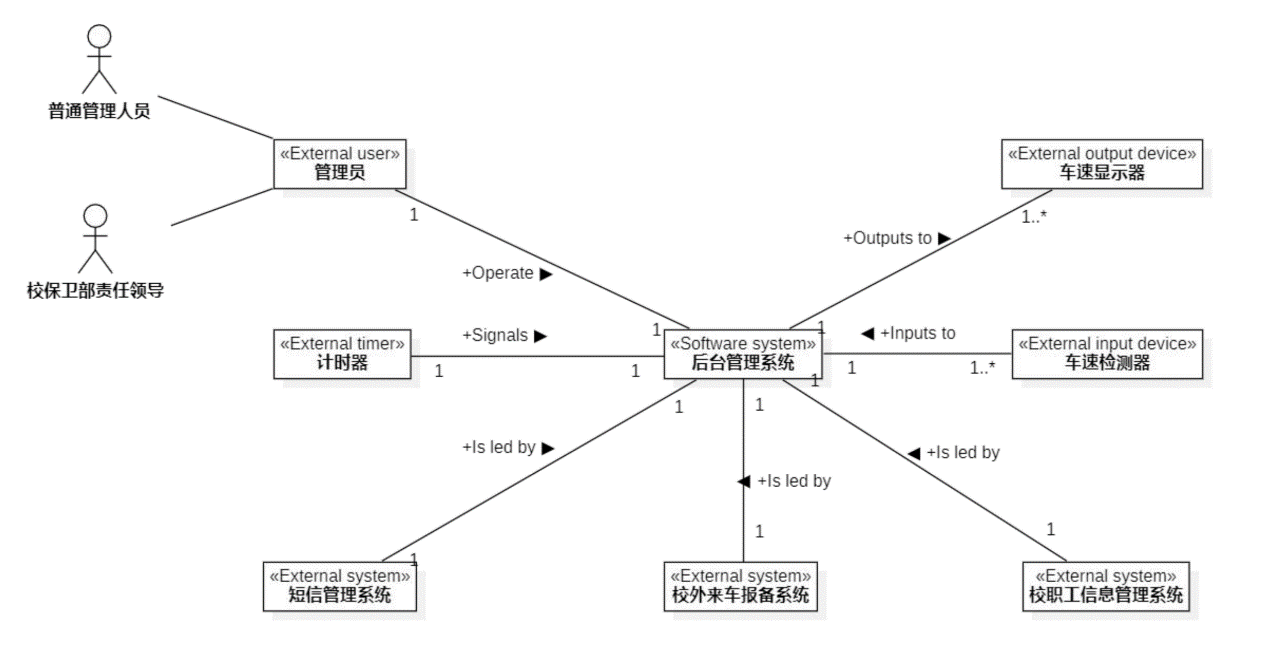 普通管理人员
«External user»
管理员
1
«External output device»
车速显示器
1..*
+Outputs to ▶
校保卫部责任领导
+Operate ▶
1
1
«External timer»
计时器
+Signals ▶
1
1
«Software system»
后台管理系统
◀ +Inputs to
1
1..*
«External input device»
车速检测器
1
1
1
+Is led by ▶
◀ +Is led by
◀ +Is led by
1
1
1
«External system»
短信管理系统
«External system»
校外来车报备系统
«External system»
校职工信息管理系统